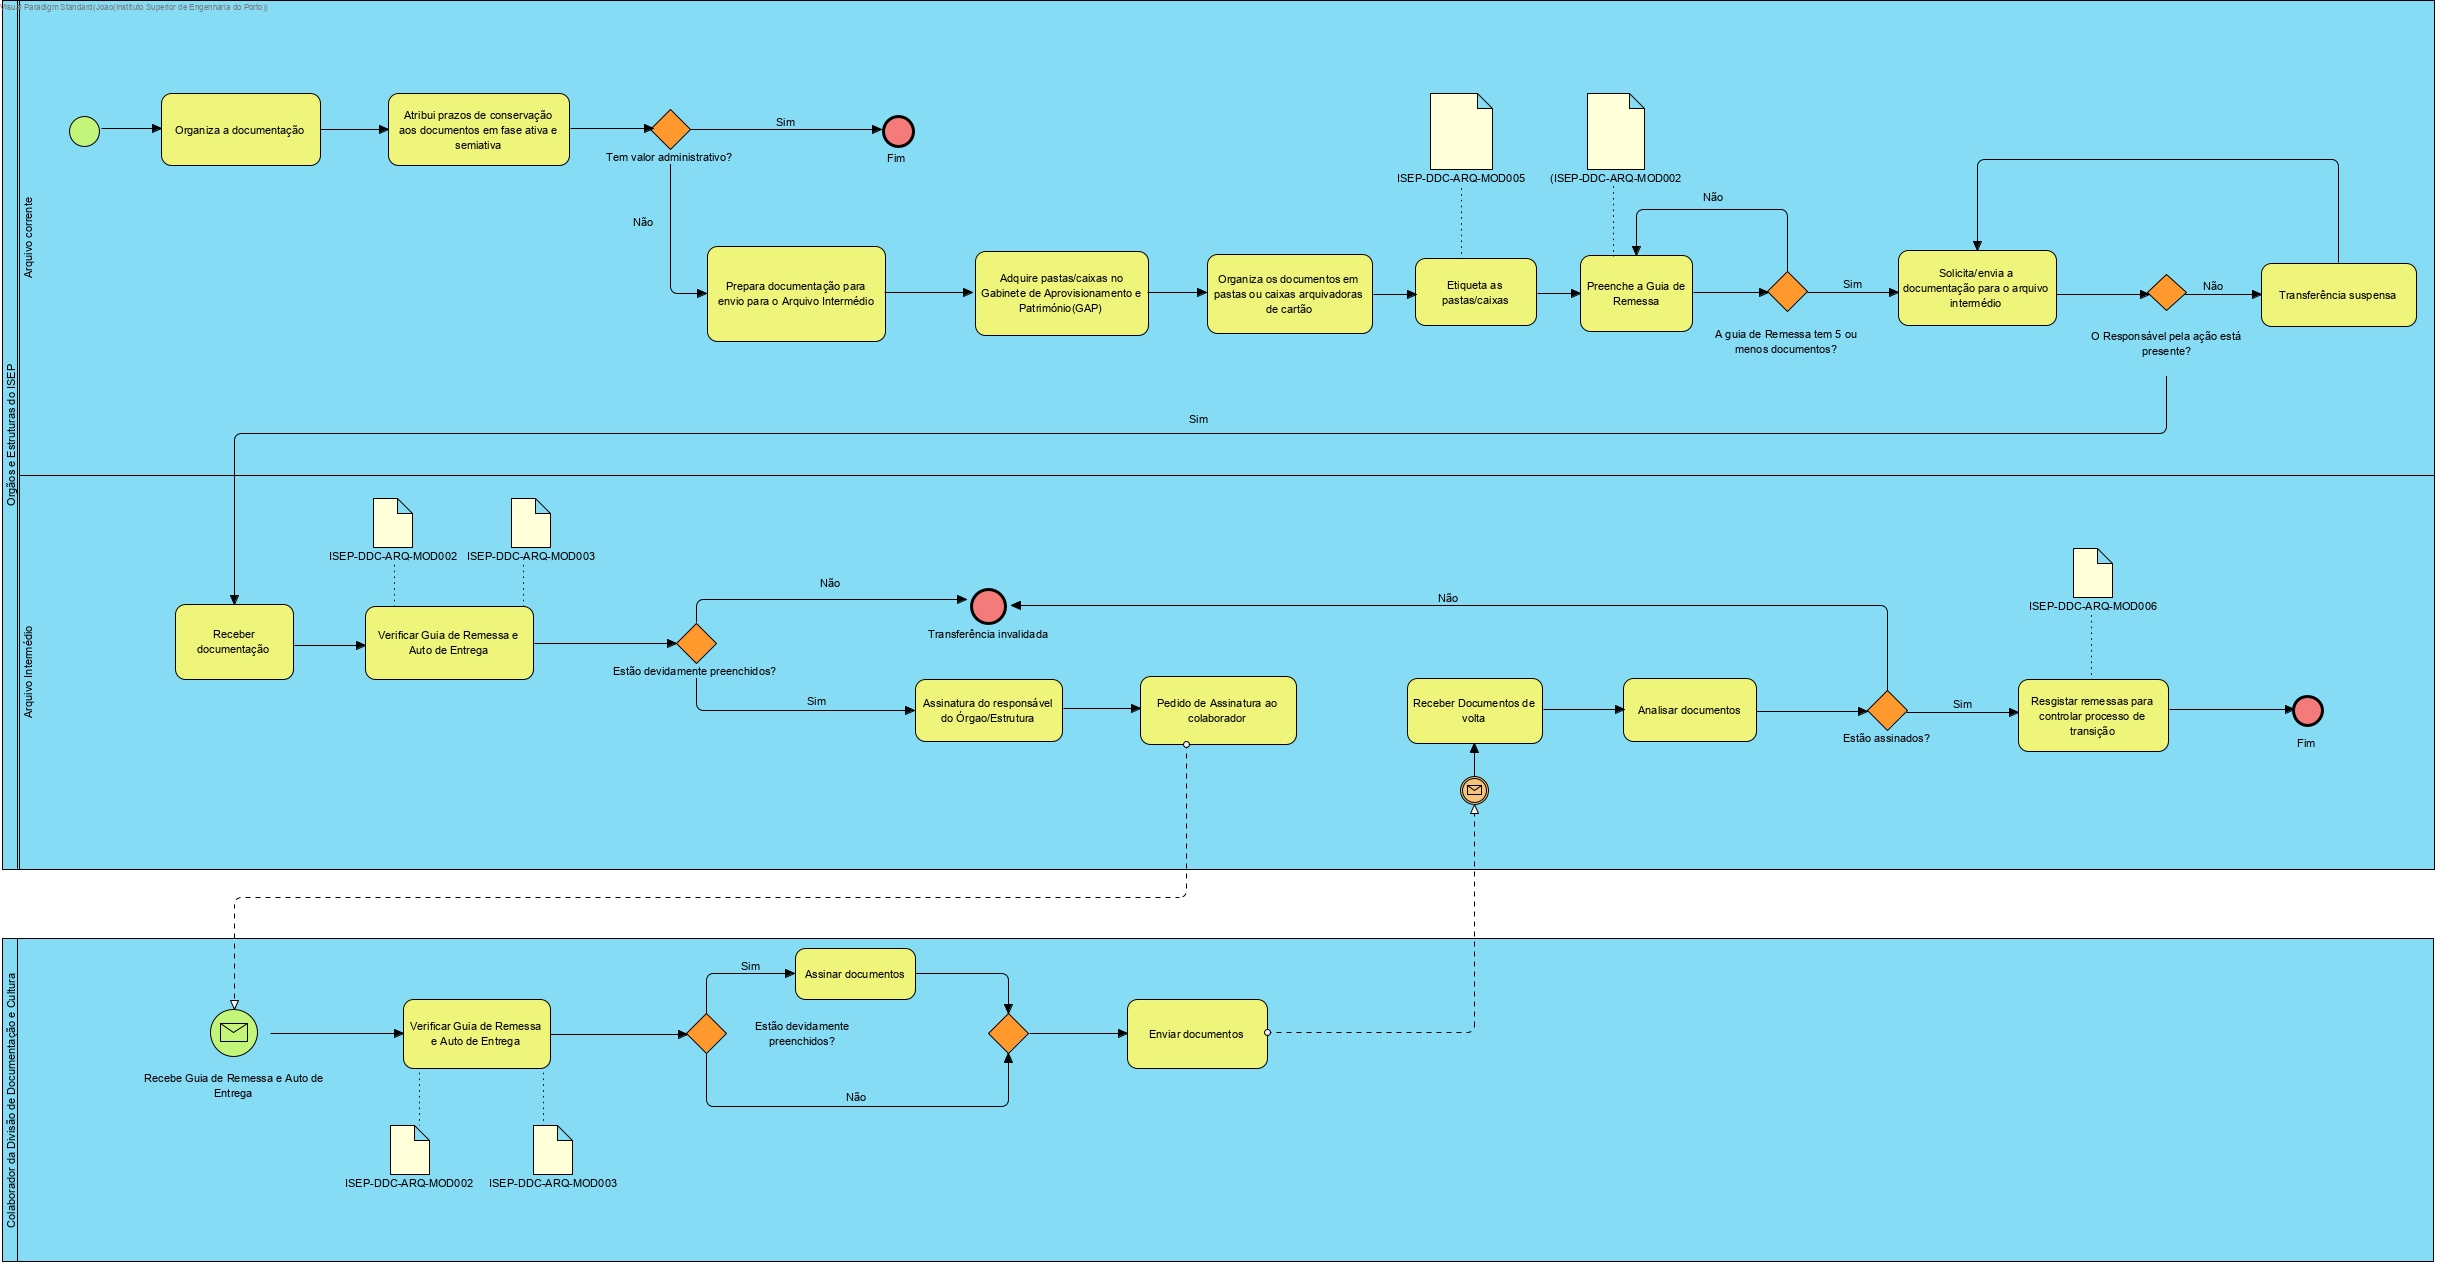 Visual Paradigm Standard(Joao(Instituto Superior de Engenharia do Porto))
Orgãos e Estruturas do ISEP
Arquivo corrente
Organiza a documentação
Atribui prazos de conservação
aos documentos em fase ativa e
semiativa
Tem valor administrativo?
Sim
Fim
Não
Prepara documentação para
envio para o Arquivo Intermédio
Adquire pastas/caixas no
Gabinete de Aprovisionamento e
Património(GAP)
Organiza os documentos em
pastas ou caixas arquivadoras
de cartão
ISEP-DDC-ARQ-MOD005
Etiqueta as
pastas/caixas
(ISEP-DDC-ARQ-MOD002
Preenche a Guia de
Remessa
Não
A guia de Remessa tem 5 ou
menos documentos?
Sim
Solicita/envia a
documentação para o arquivo
intermédio
O Responsável pela ação está
presente?
Não
Transferência suspensa
Sim
Arquivo Intermédio
Receber
documentação
ISEP-DDC-ARQ-MOD002
ISEP-DDC-ARQ-MOD003
Verificar Guia de Remessa e
Auto de Entrega
Estão devidamente preenchidos?
Não
Transferência invalidada
Sim
Assinatura do responsável
do Órgao/Estrutura
Pedido de Assinatura ao
colaborador
Receber Documentos de
volta
Analisar documentos
Não
Estão assinados?
Sim
ISEP-DDC-ARQ-MOD006
Resgistar remessas para
controlar processo de
transição
Fim
Colaborador da Divisão de Documentação e Cultura
Recebe Guia de Remessa e Auto de
Entrega
Verificar Guia de Remessa
e Auto de Entrega
ISEP-DDC-ARQ-MOD002
ISEP-DDC-ARQ-MOD003
Sim
Assinar documentos
Estão devidamente
preenchidos?
Não
Enviar documentos